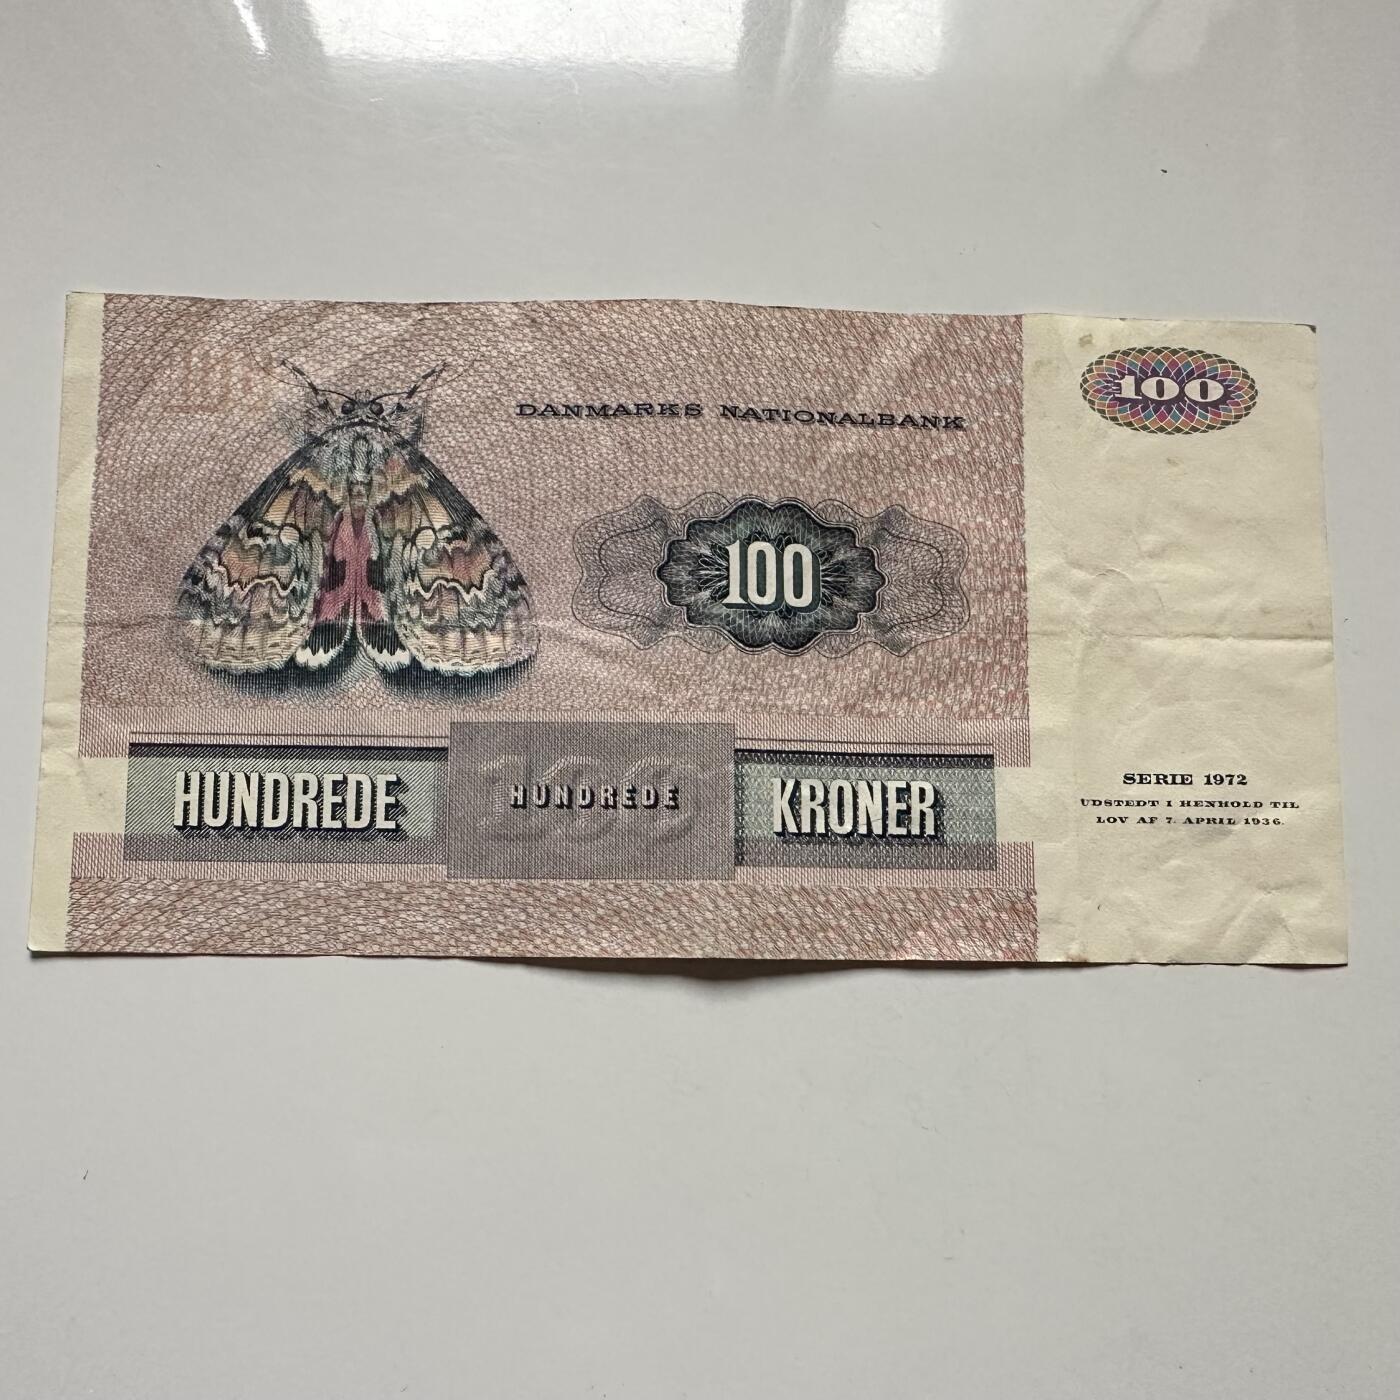 DANMARKS NATIONALBANK
100
100
HUNDREDE
HUNDREDE
KRONER
SERIE 1972
UDSTEDT I HENHOLD TIL
LOV AF 7. APRIL 1936.